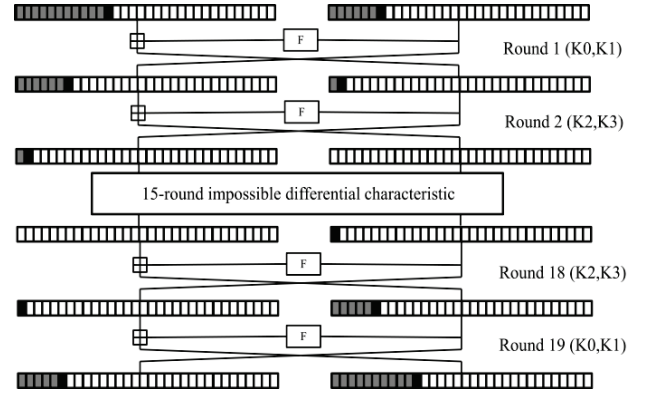 F
Round 1 (K0,K1)
F
Round 2 (K2,K3)
15-round impossible differential characteristic
F
Round 18 (K2,K3)
F
Round 19 (K0,K1)